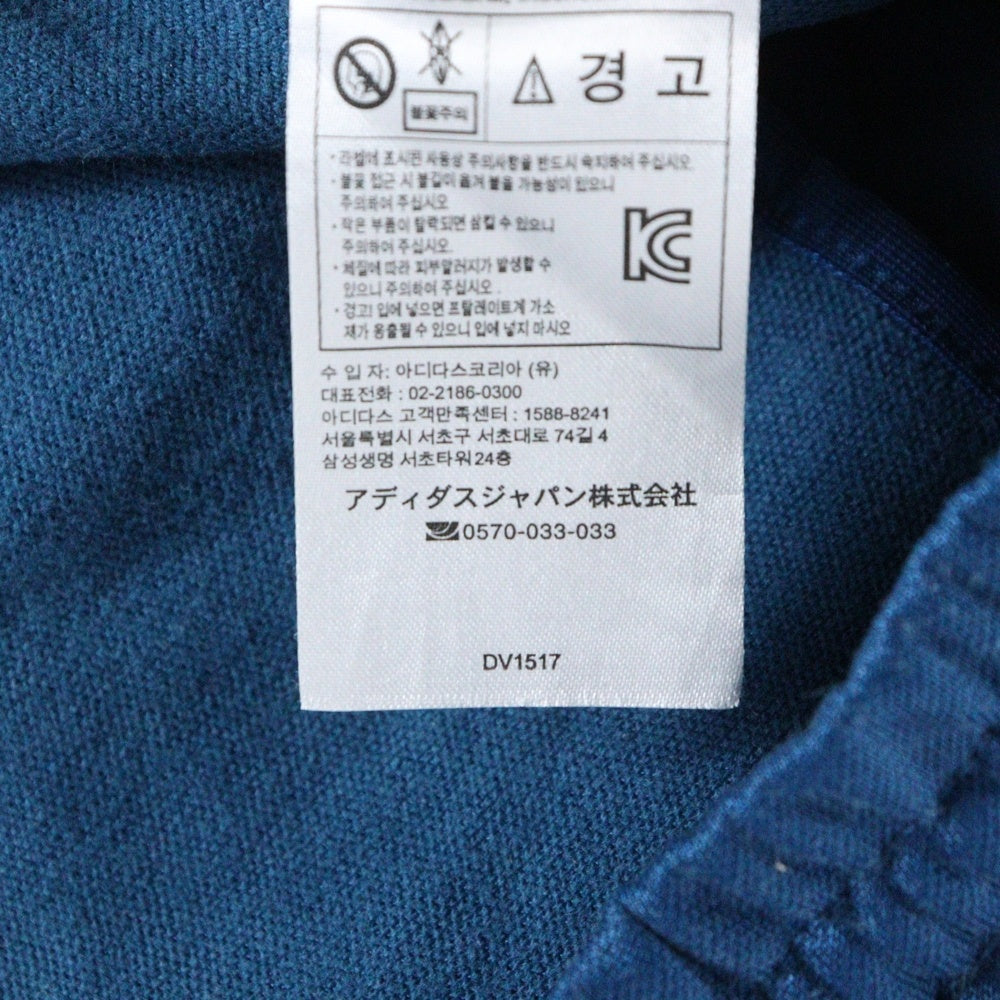 불꽃주의
경 고
· 라벨에 표시된 사용상 주의사항을 반드시 숙지하여 주십시오.
· 불꽃 접근 시 불길이 옮겨 붙을 가능성이 있으니
주의하여 주십시오
· 작은 부품이 탈락되면 삼킬 수 있으니
주의하여 주십시오.
· 체질에 따라 피부알러지가 발생할 수
있으니 주의하여 주십시오 .
· 경고! 입에 넣으면 프탈레이트계 가소
제가 용출될 수 있으니 입에 넣지 마시오
수 입 자: 아디다스코리아 (유)
대표전화 : 02-2186-0300
아디다스 고객만족센터 : 1588-8241
서울특별시 서초구 서초대로 74길 4
삼성생명 서초타워24층
アディダスジャパン株式会社
0570-033-033
DV1517